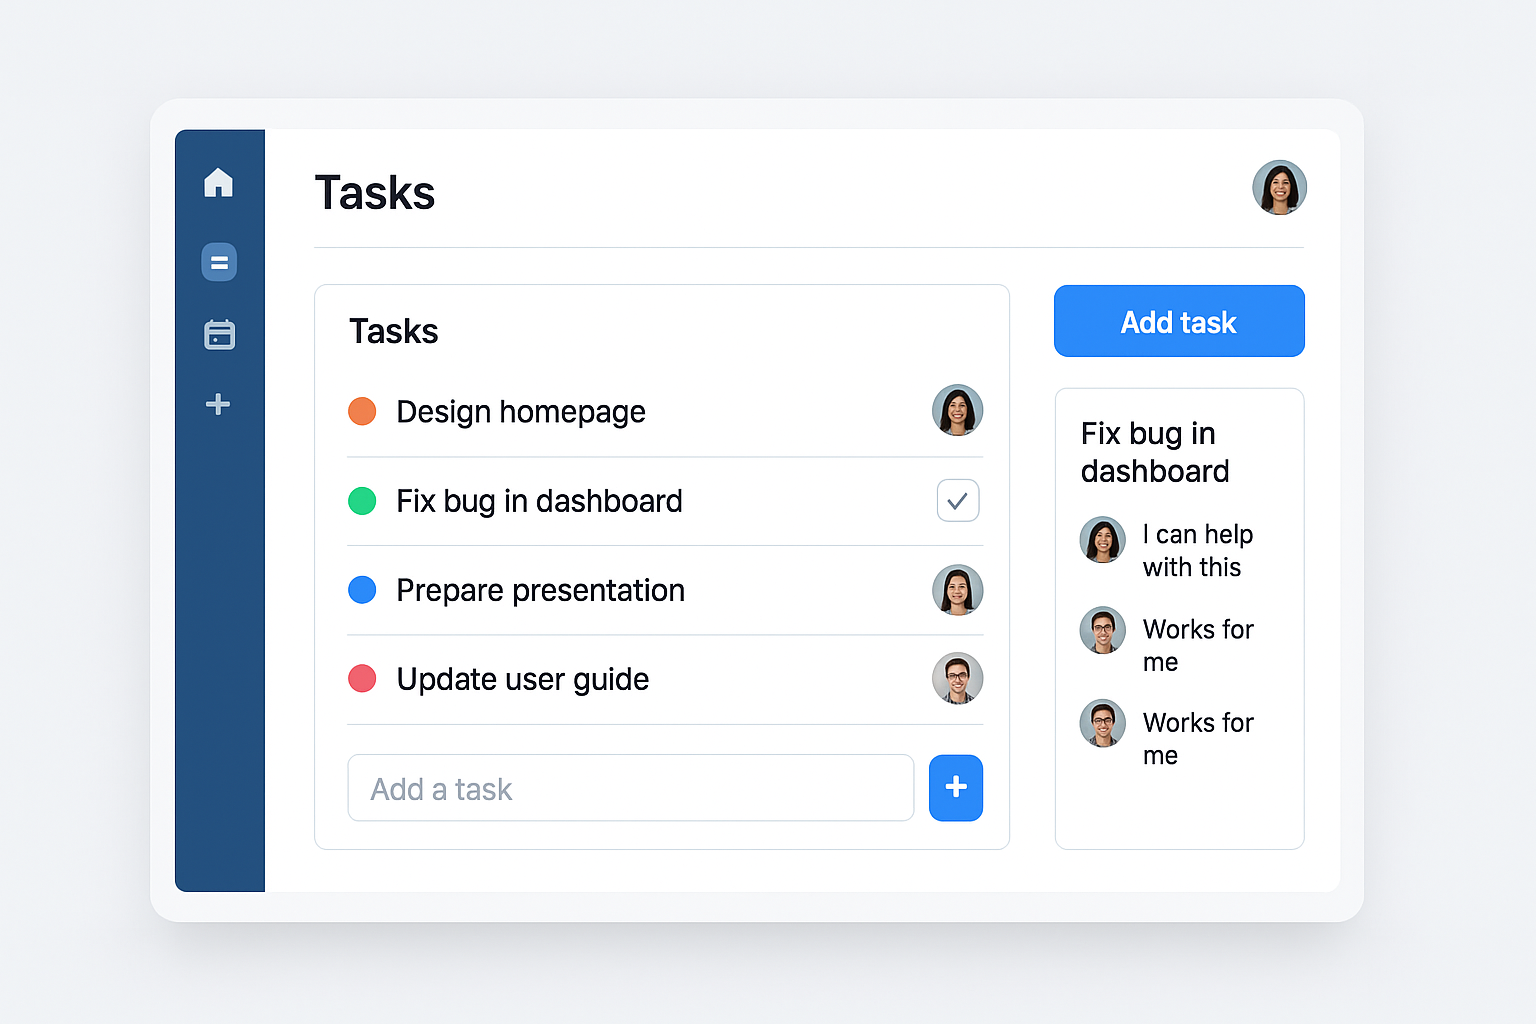 Tasks
Tasks
Design homepage
Fix bug in dashboard
Prepare presentation
Update user guide
Add a task
Add task
Fix bug in
dashboard
I can help
with this
Works for
me
Works for
me